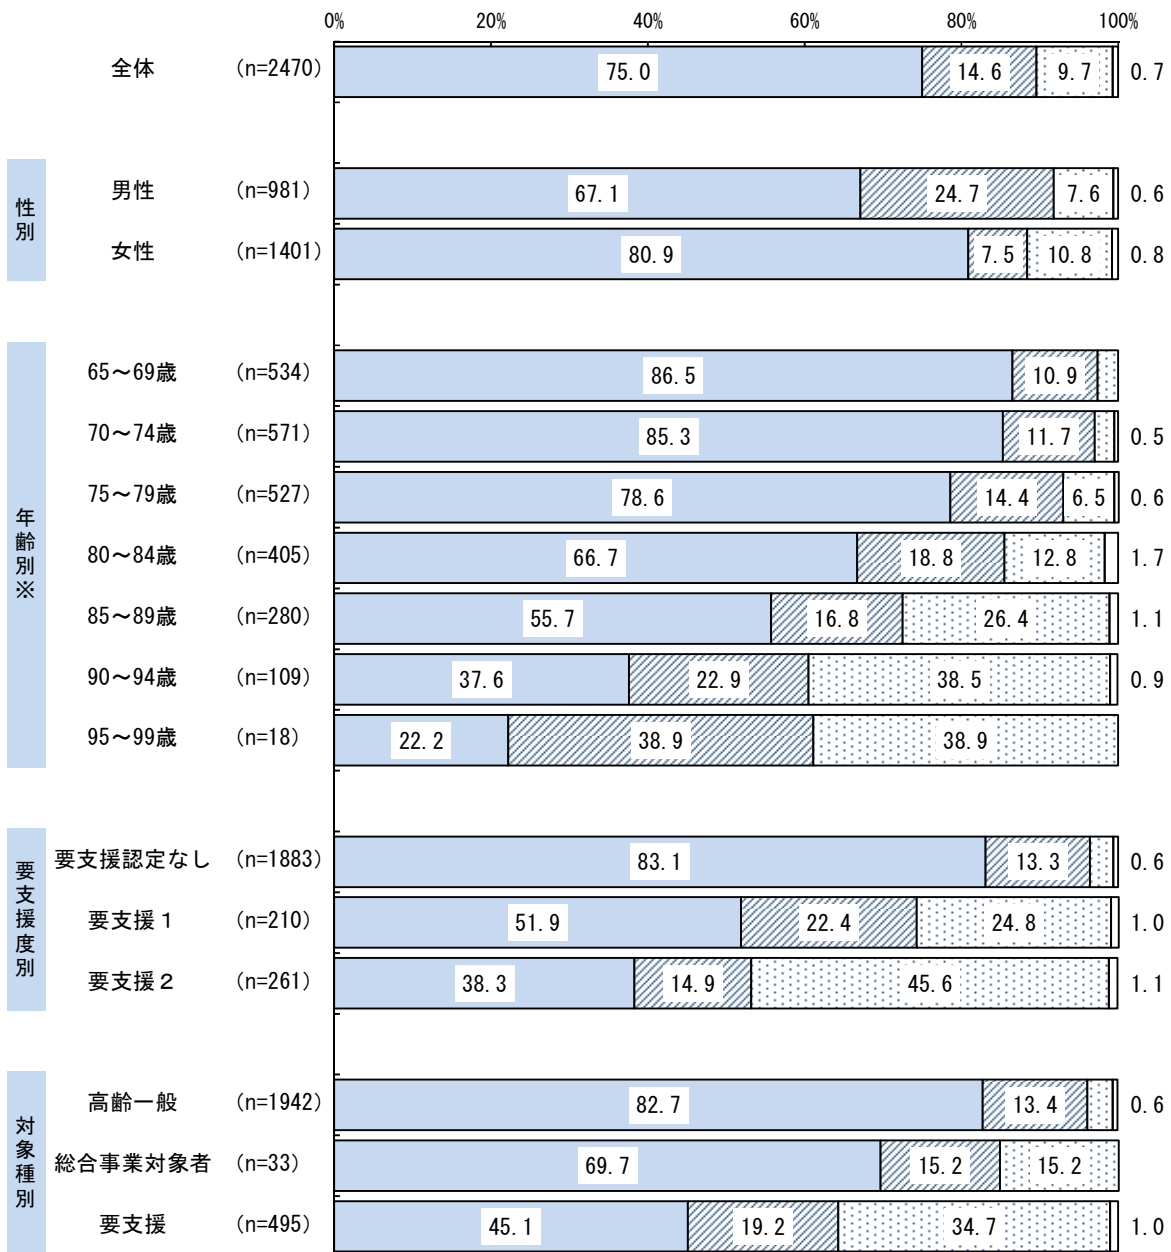 0% 20% 40% 60% 80% 100%
全体 (n=2470) 75.0 14.6 9.7 0.7
性別
男性 (n=981) 67.1 24.7 7.6 0.6
女性 (n=1401) 80.9 7.5 10.8 0.8
年齢別※
65～69歳 (n=534) 86.5 10.9
70～74歳 (n=571) 85.3 11.7 0.5
75～79歳 (n=527) 78.6 14.4 6.5 0.6
80～84歳 (n=405) 66.7 18.8 12.8 1.7
85～89歳 (n=280) 55.7 16.8 26.4 1.1
90～94歳 (n=109) 37.6 22.9 38.5 0.9
95～99歳 (n=18) 22.2 38.9 38.9
要支援度別
要支援認定なし (n=1883) 83.1 13.3 0.6
要支援１ (n=210) 51.9 22.4 24.8 1.0
要支援２ (n=261) 38.3 14.9 45.6 1.1
対象種別
高齢一般 (n=1942) 82.7 13.4 0.6
総合事業対象者 (n=33) 69.7 15.2 15.2
要支援 (n=495) 45.1 19.2 34.7 1.0